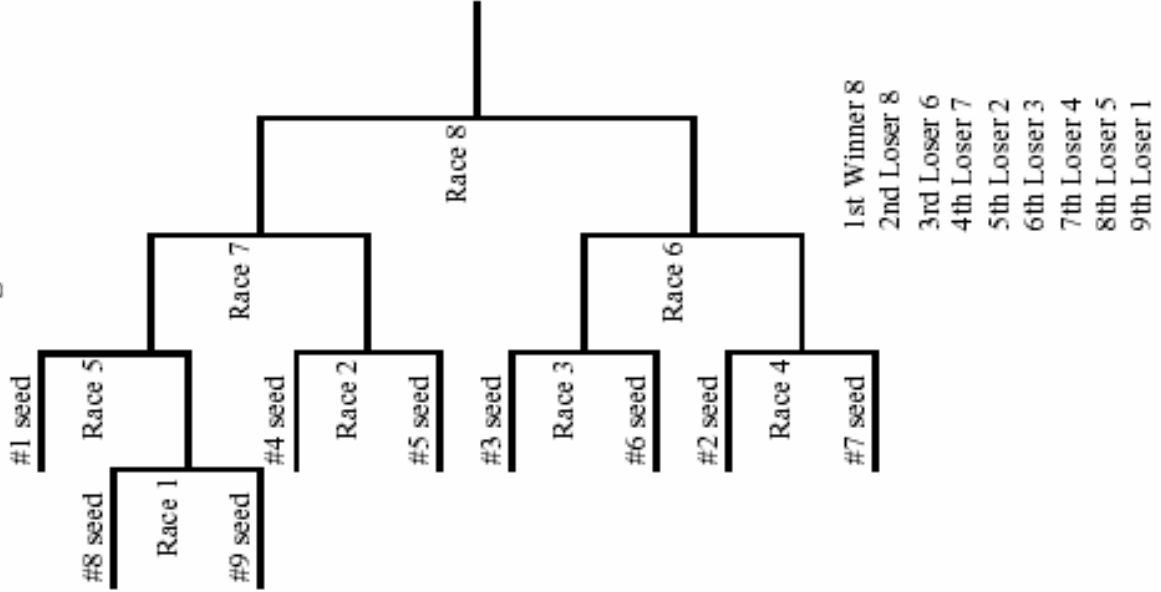 #1 seed
Race 5
#8 seed
Race 1
#9 seed
Race 7
#4 seed
Race 2
#5 seed
Race 8
#3 seed
Race 3
#6 seed
Race 6
#2 seed
Race 4
#7 seed
1st Winner 8
2nd Loser 8
3rd Loser 6
4th Loser 7
5th Loser 2
6th Loser 3
7th Loser 4
8th Loser 5
9th Loser 1